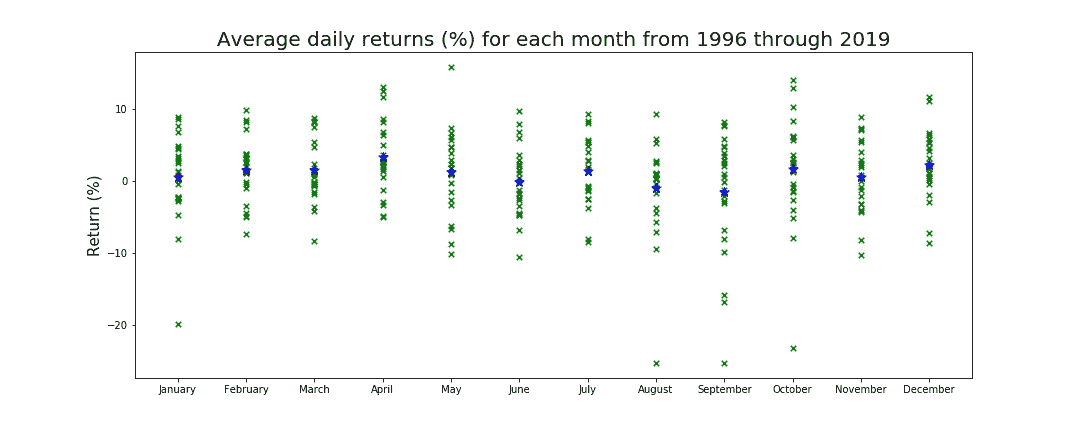 Average daily returns (%) for each month from 1996 through 2019
Return (%)
10
0
−10
−20
January February March April May June July August September October November December